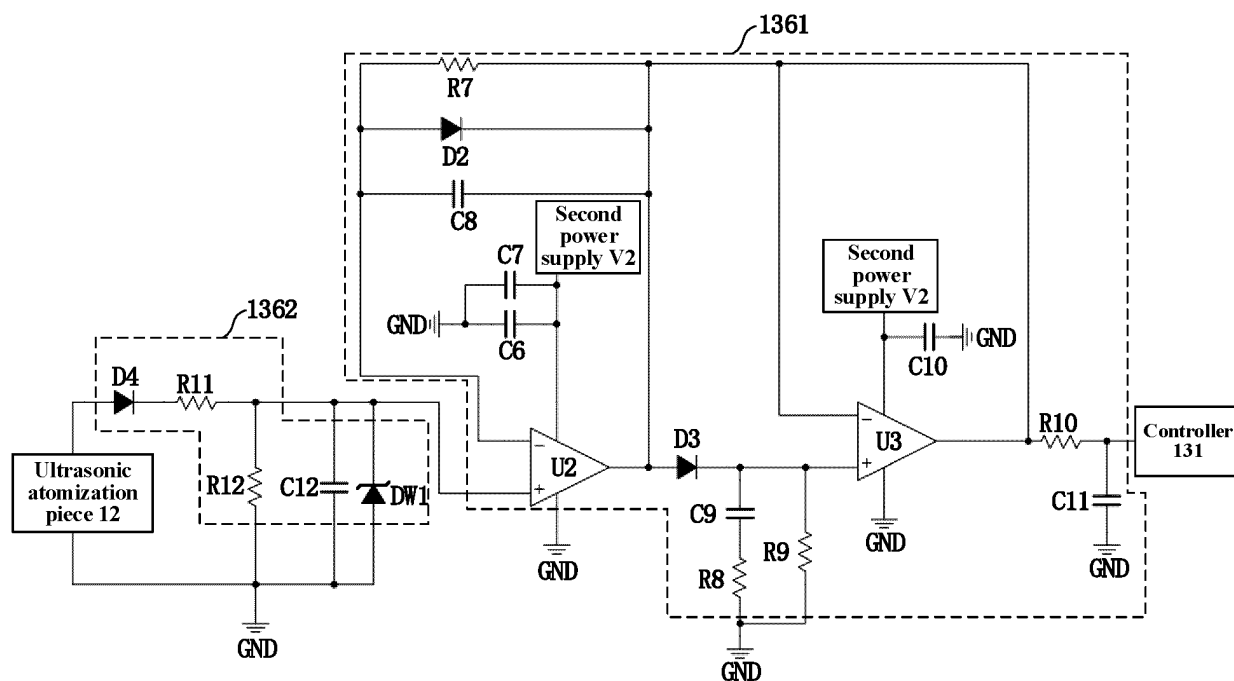 1361
R7
D2
C8
Second
power
supply V2
C7
GND
C6
Second
power
supply V2
C10
GND
1362
D4
R11
U2
D3
U3
R10
Controller
131
Ultrasonic
atomization
piece 12
R12
C12
DW1
C9
R9
C11
R8
GND
GND
GND
GND
GND